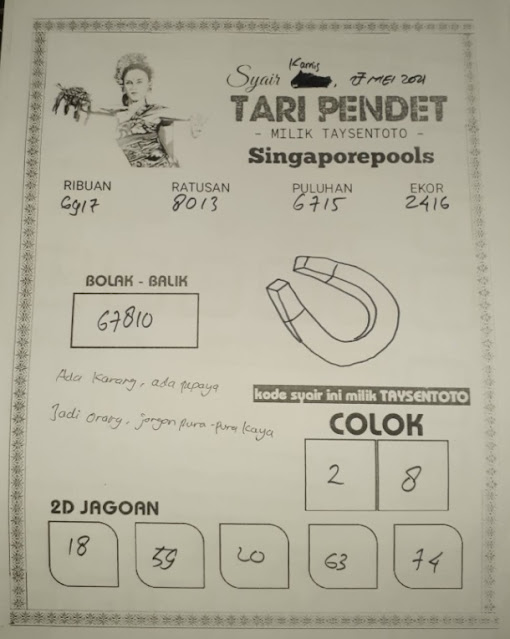 Syair Kamis, 27 MEI 2021
TARI PENDET
- MILIK TAYSENTOTO -
Singaporepools
RIBUAN RATUSAN PULUHAN EKOR
6917 8013 6715 2416
BOLAK - BALIK
67810
Ada Karang, ada pepaya
Jadi orang, jangan pura-pura kaya
kode syair ini milik TAYSENTOTO
COLOK
2 8
2D JAGOAN
18 59 20 63 74